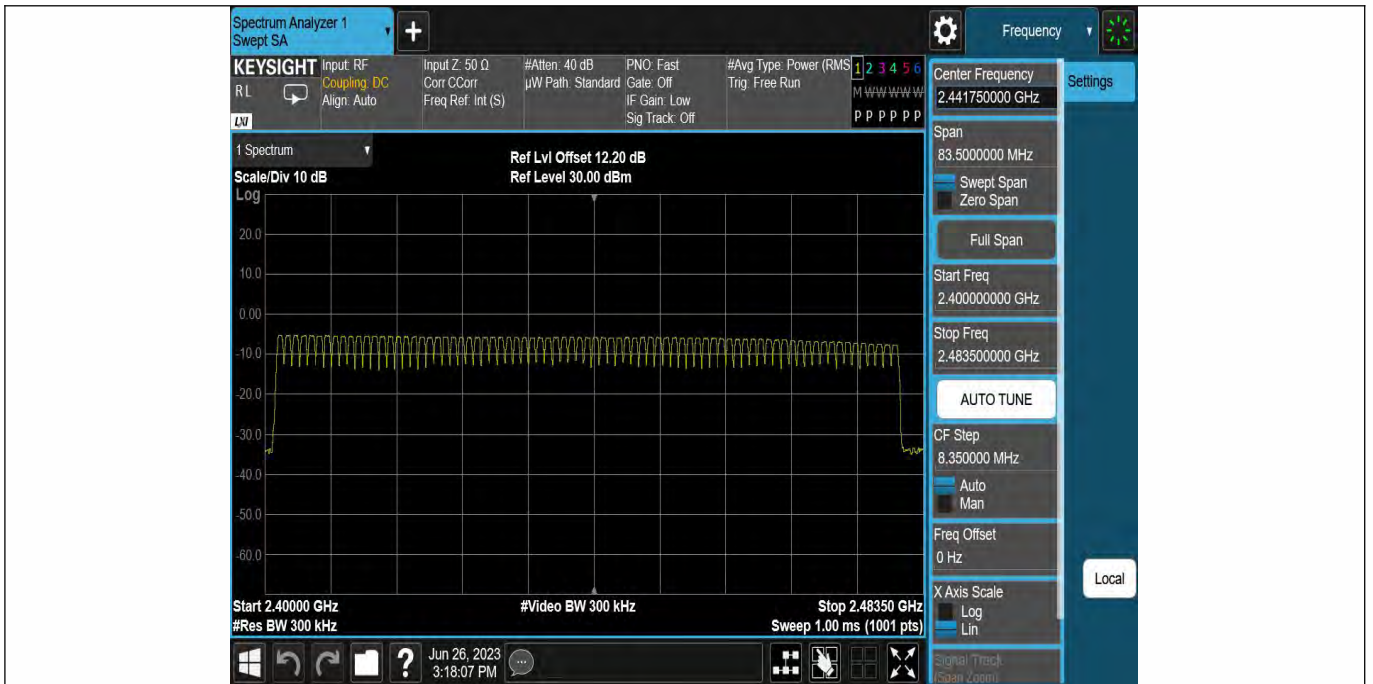 Spectrum Analyzer 1
Swept SA
+
Frequency
KEYSIGHT
RL
LXI
Input: RF
Coupling: DC
Align: Auto
Input Z: 50 Ω
Corr CCorr
Freq Ref: Int (S)
#Atten: 40 dB
µW Path: Standard
PNO: Fast
Gate: Off
IF Gain: Low
Sig Track: Off
#Avg Type: Power (RMS
Trig: Free Run
1 2 3 4 5 6
M W W W W W
P P P P P P
1 Spectrum
Scale/Div 10 dB
Ref Lvl Offset 12.20 dB
Ref Level 30.00 dBm
Log
20.0
10.0
0.00
-10.0
-20.0
-30.0
-40.0
-50.0
-60.0
Start 2.40000 GHz
#Res BW 300 kHz
#Video BW 300 kHz
Stop 2.48350 GHz
Sweep 1.00 ms (1001 pts)
?
Jun 26, 2023
3:18:07 PM
Center Frequency
2.441750000 GHz
Settings
Span
83.5000000 MHz
Swept Span
Zero Span
Full Span
Start Freq
2.400000000 GHz
Stop Freq
2.483500000 GHz
AUTO TUNE
CF Step
8.350000 MHz
Auto
Man
Freq Offset
0 Hz
X Axis Scale
Log
Lin
Signal Track
(Span Zoom)
Local